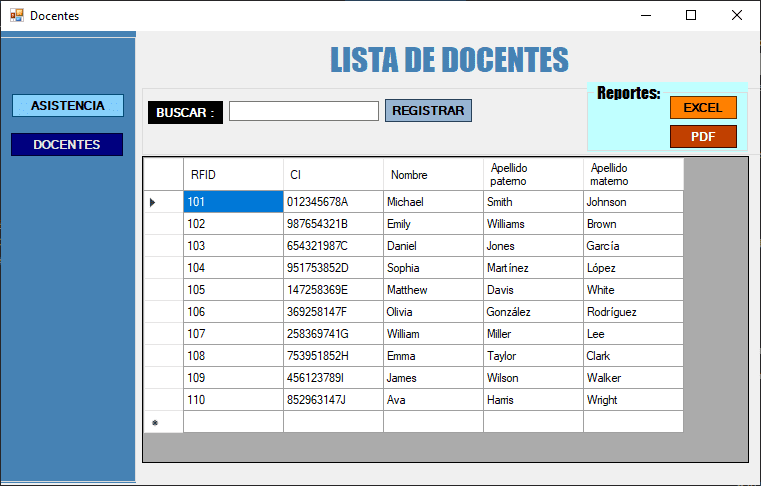 Docentes
LISTA DE DOCENTES
ASISTENCIA
DOCENTES
BUSCAR :
REGISTRAR
Reportes:
EXCEL
PDF
RFID CI Nombre Apellido paterno Apellido materno
101 012345678A Michael Smith Johnson
102 987654321B Emily Williams Brown
103 654321987C Daniel Jones García
104 951753852D Sophia Martínez López
105 147258369E Matthew Davis White
106 369258147F Olivia González Rodríguez
107 258369741G William Miller Lee
108 753951852H Emma Taylor Clark
109 456123789I James Wilson Walker
110 852963147J Ava Harris Wright